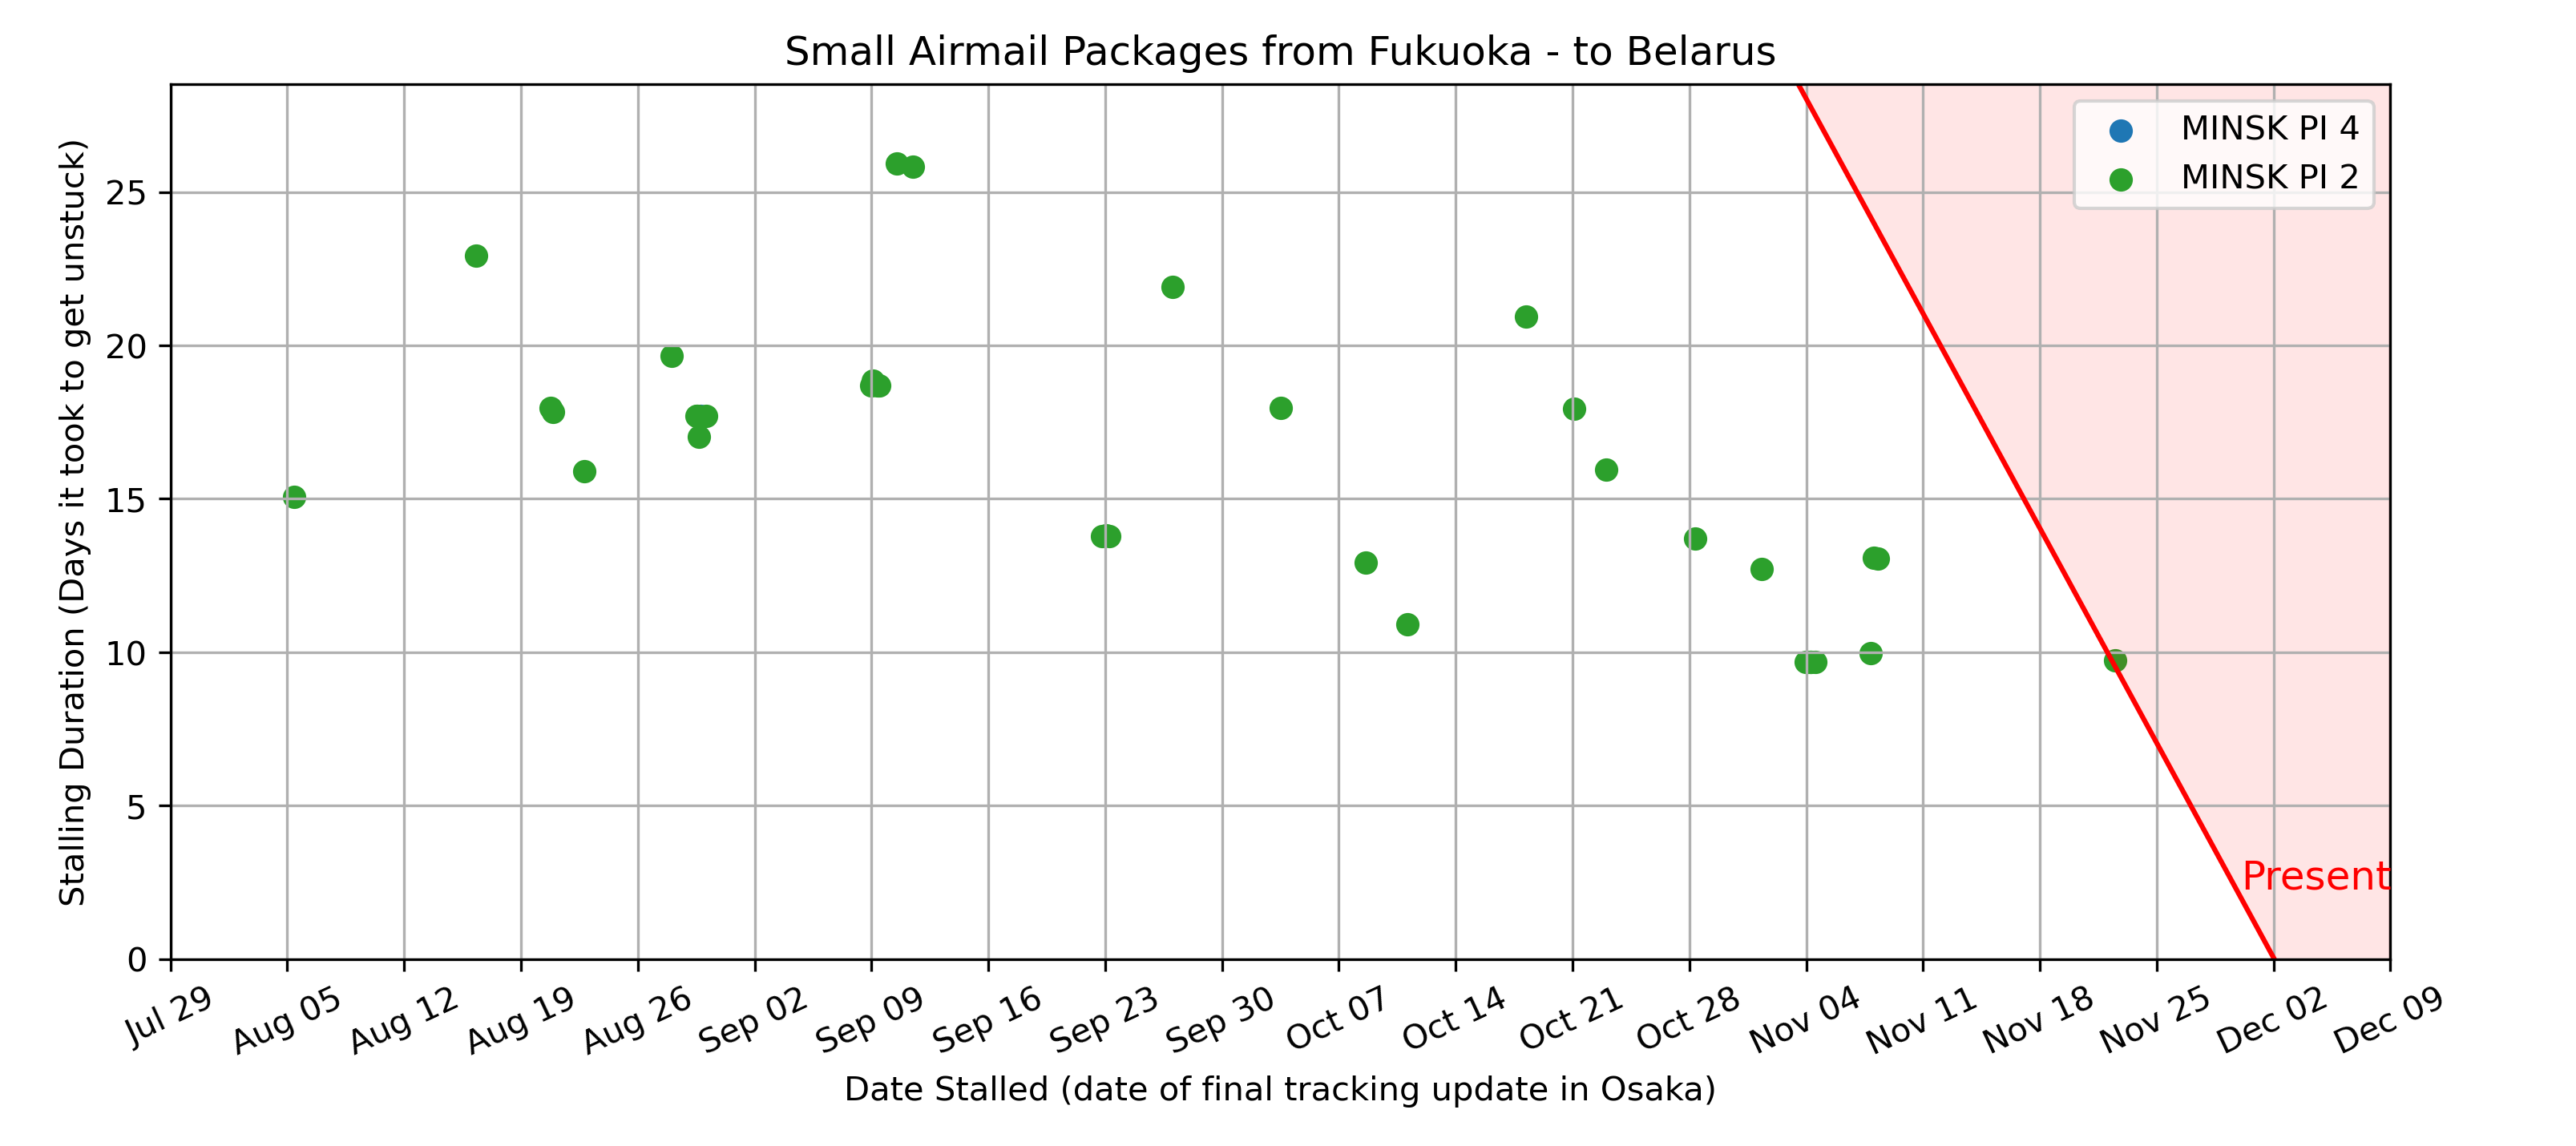 Small Airmail Packages from Fukuoka - to Belarus
MINSK PI 4
MINSK PI 2
Stalling Duration (Days it took to get unstuck)
25
20
15
10
5
0
Present
Jul 29
Aug 05
Aug 12
Aug 19
Aug 26
Sep 02
Sep 09
Sep 16
Sep 23
Sep 30
Oct 07
Oct 14
Oct 21
Oct 28
Nov 04
Nov 11
Nov 18
Nov 25
Dec 02
Dec 09
Date Stalled (date of final tracking update in Osaka)